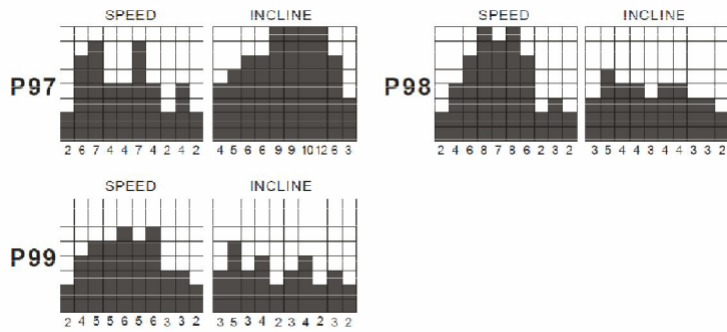 SPEED INCLINE
P97
2 6 7 4 4 7 4 2 4 2 4 5 6 6 9 9 10 12 6 3
SPEED INCLINE
P98
2 4 6 8 7 8 6 2 3 2 3 5 4 4 3 4 4 3 3 2
SPEED INCLINE
P99
2 4 5 5 6 5 6 3 3 2 3 5 3 4 2 3 4 2 3 2